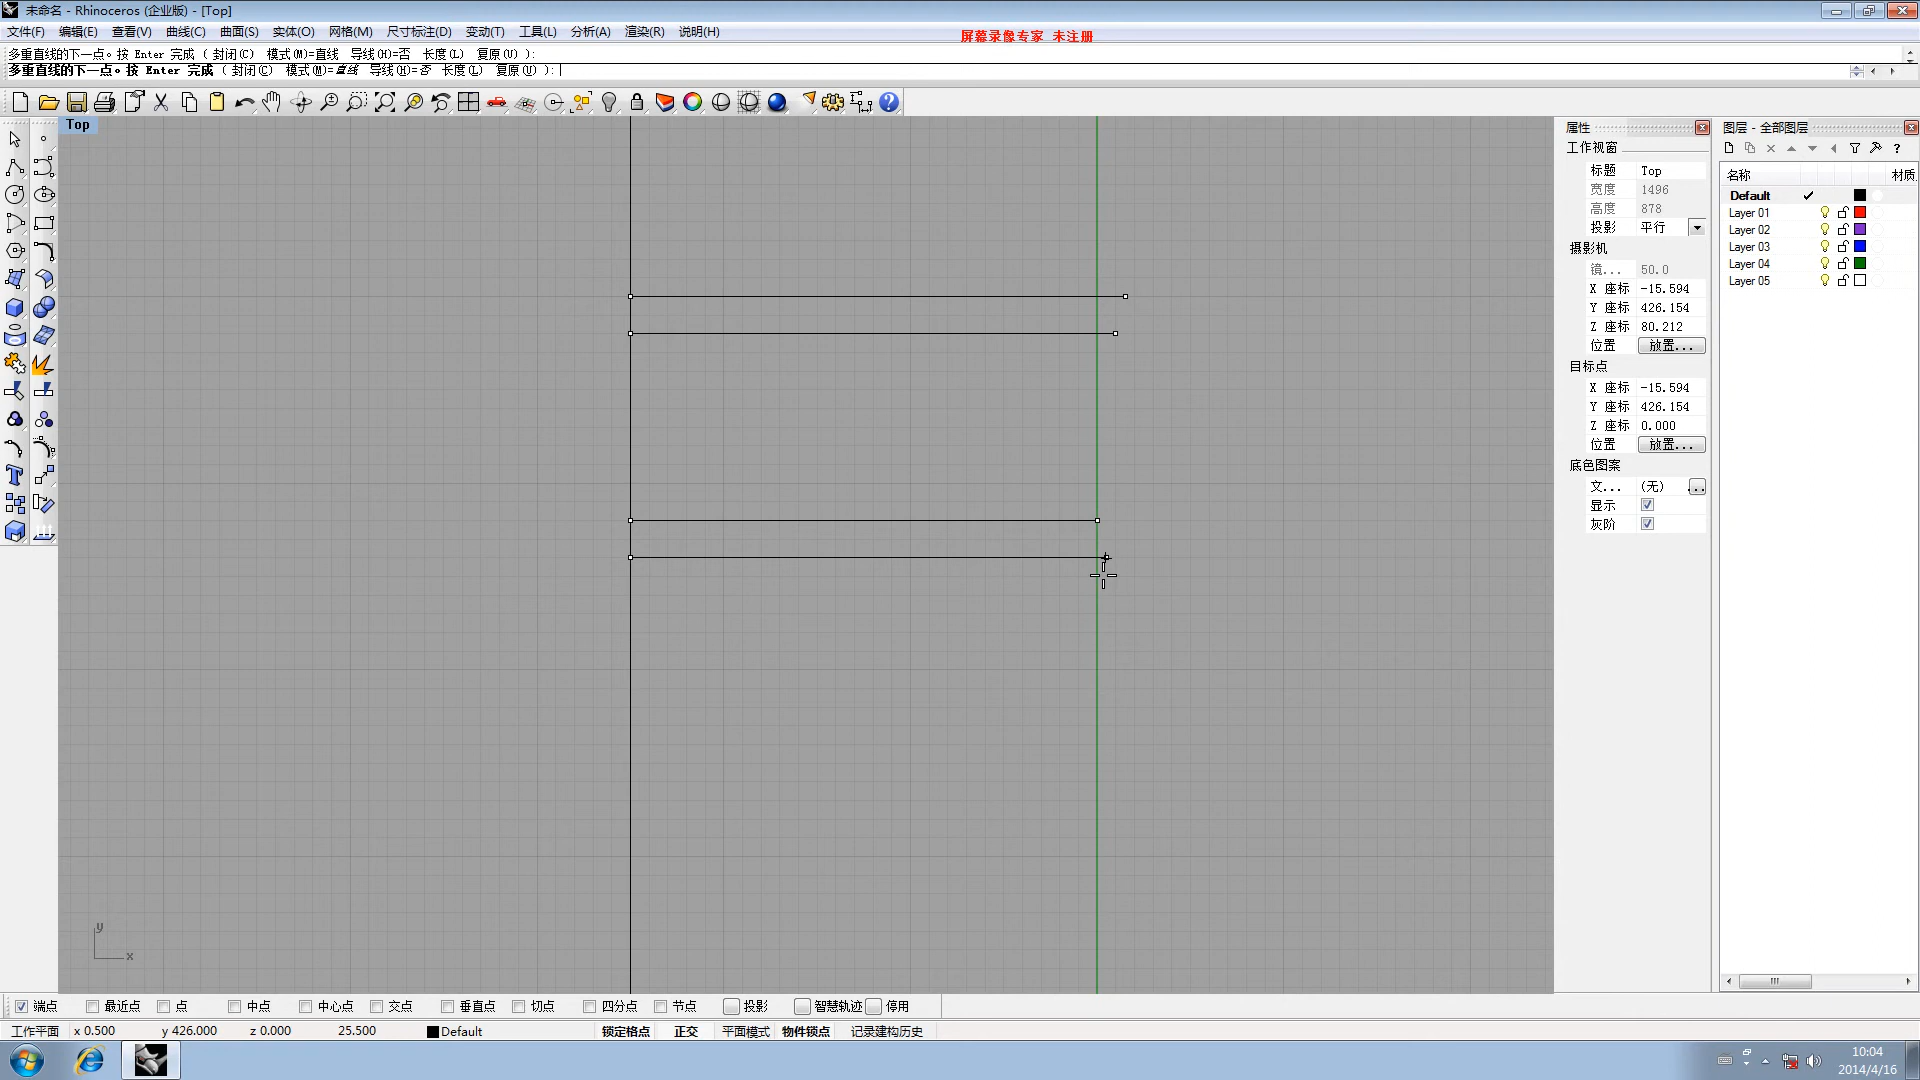 未命名 - Rhinoceros (企业版) - [Top]
文件(F) 编辑(E) 查看(V) 曲线(C) 曲面(S) 实体(O) 网格(M) 尺寸标注(D) 变动(T) 工具(L) 分析(A) 渲染(R) 说明(H)
屏幕录像专家 未注册
多重直线的下一点。按 Enter 完成 ( 封闭(C) 模式(M)=直线 导线(H)=否 长度(L) 复原(U) ):
多重直线的下一点。按 Enter 完成 ( 封闭(C) 模式(M)=直线 导线(H)=否 长度(L) 复原(U) ):
Top
属性
工作视窗
标题 Top
宽度 1496
高度 878
投影 平行
摄影机
镜... 50.0
X 座标 -15.594
Y 座标 426.154
Z 座标 80.212
位置 放置...
目标点
X 座标 -15.594
Y 座标 426.154
Z 座标 0.000
位置 放置...
底色图案
文... (无) ...
显示
灰阶
图层 - 全部图层
名称 材质
Default
Layer 01
Layer 02
Layer 03
Layer 04
Layer 05
y
x
端点 最近点 点 中点 中心点 交点 垂直点 切点 四分点 节点 投影 智慧轨迹 停用
工作平面 x 0.500 y 426.000 z 0.000 25.500 Default 锁定格点 正交 平面模式 物件锁点 记录建构历史
10:04
2014/4/16